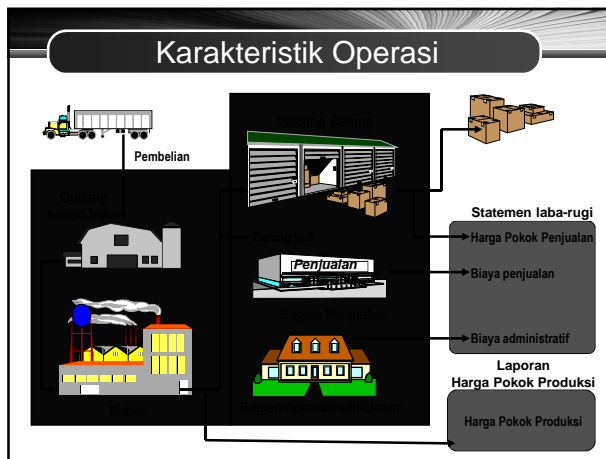 Karakteristik Operasi
Gudang Barang
Pembelian
Gudang
bahan baku
Statemen laba-rugi
Barang jadi
Harga Pokok Penjualan
Penjualan
Biaya penjualan
Bagian Penjualan
Biaya administratif
Laporan
Harga Pokok Produksi
Pabrik
Bagian Administratif/Umum
Harga Pokok Produksi